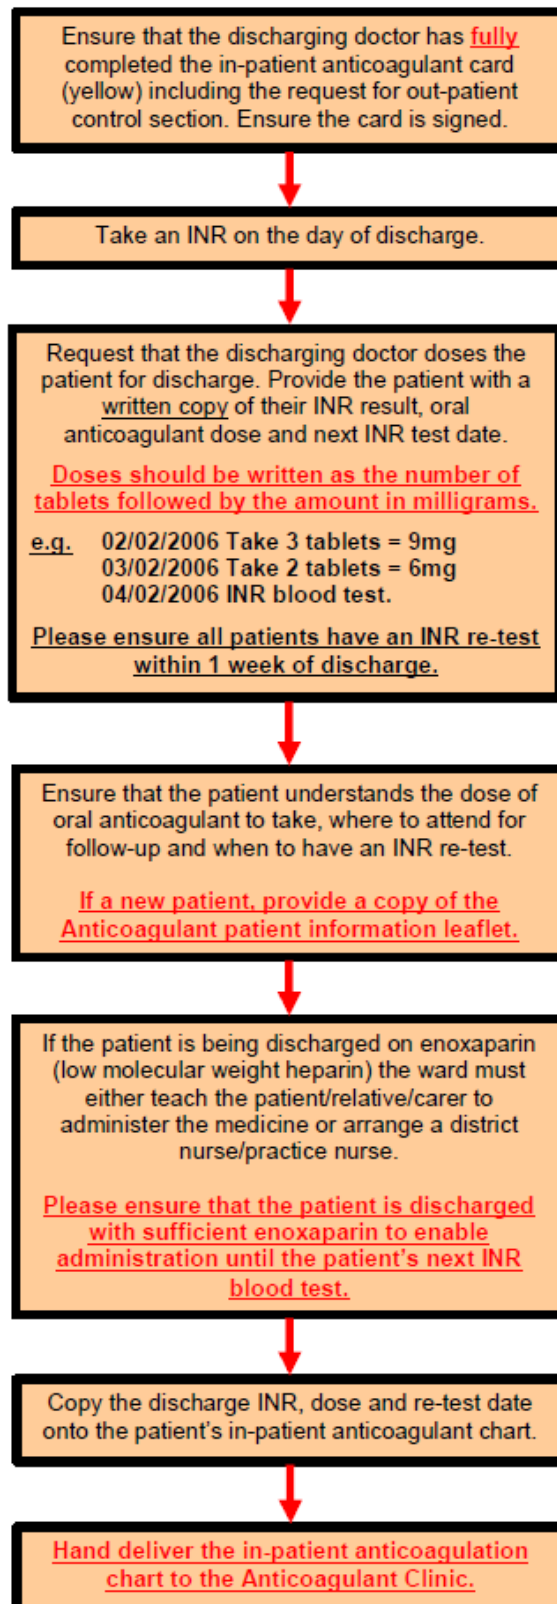 Ensure that the discharging doctor has fully
completed the in-patient anticoagulant card
(yellow) including the request for out-patient
control section. Ensure the card is signed.
Take an INR on the day of discharge.
Request that the discharging doctor doses the
patient for discharge. Provide the patient with a
written copy of their INR result, oral
anticoagulant dose and next INR test date.
Doses should be written as the number of
tablets followed by the amount in milligrams.
e.g. 02/02/2006 Take 3 tablets = 9mg
03/02/2006 Take 2 tablets = 6mg
04/02/2006 INR blood test.
Please ensure all patients have an INR re-test
within 1 week of discharge.
Ensure that the patient understands the dose of
oral anticoagulant to take, where to attend for
follow-up and when to have an INR re-test.
If a new patient, provide a copy of the
Anticoagulant patient information leaflet.
If the patient is being discharged on enoxaparin
(low molecular weight heparin) the ward must
either teach the patient/relative/carer to
administer the medicine or arrange a district
nurse/practice nurse.
Please ensure that the patient is discharged
with sufficient enoxaparin to enable
administration until the patient's next INR
blood test.
Copy the discharge INR, dose and re-test date
onto the patient's in-patient anticoagulant chart.
Hand deliver the in-patient anticoagulation
chart to the Anticoagulant Clinic.